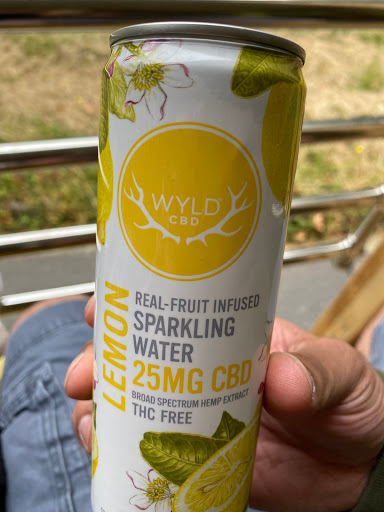 WYLD
CBD
LEMON
REAL-FRUIT INFUSED
SPARKLING
WATER
25MG CBD
BROAD SPECTRUM HEMP EXTRACT
THC FREE